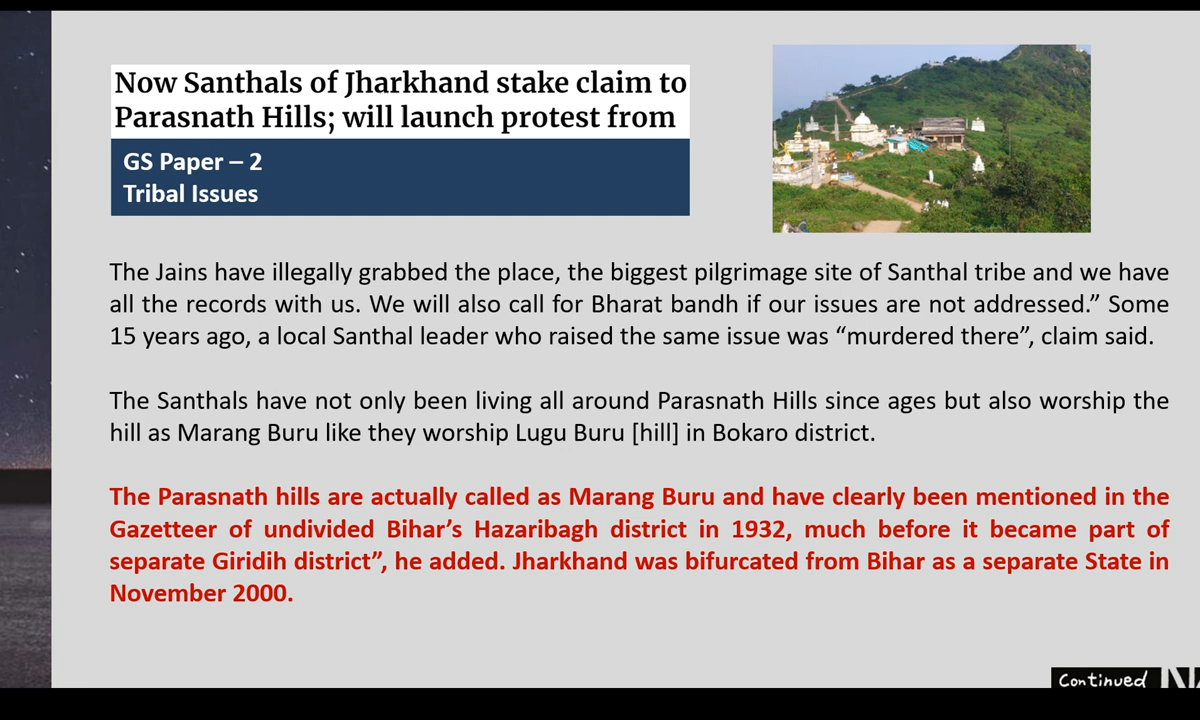 Now Santhals of Jharkhand stake claim to
Parasnath Hills; will launch protest from
GS Paper – 2
Tribal Issues
The Jains have illegally grabbed the place, the biggest pilgrimage site of Santhal tribe and we have
all the records with us. We will also call for Bharat bandh if our issues are not addressed.” Some
15 years ago, a local Santhal leader who raised the same issue was “murdered there”, claim said.
The Santhals have not only been living all around Parasnath Hills since ages but also worship the
hill as Marang Buru like they worship Lugu Buru [hill] in Bokaro district.
The Parasnath hills are actually called as Marang Buru and have clearly been mentioned in the
Gazetteer of undivided Bihar’s Hazaribagh district in 1932, much before it became part of
separate Giridih district”, he added. Jharkhand was bifurcated from Bihar as a separate State in
November 2000.
Continued